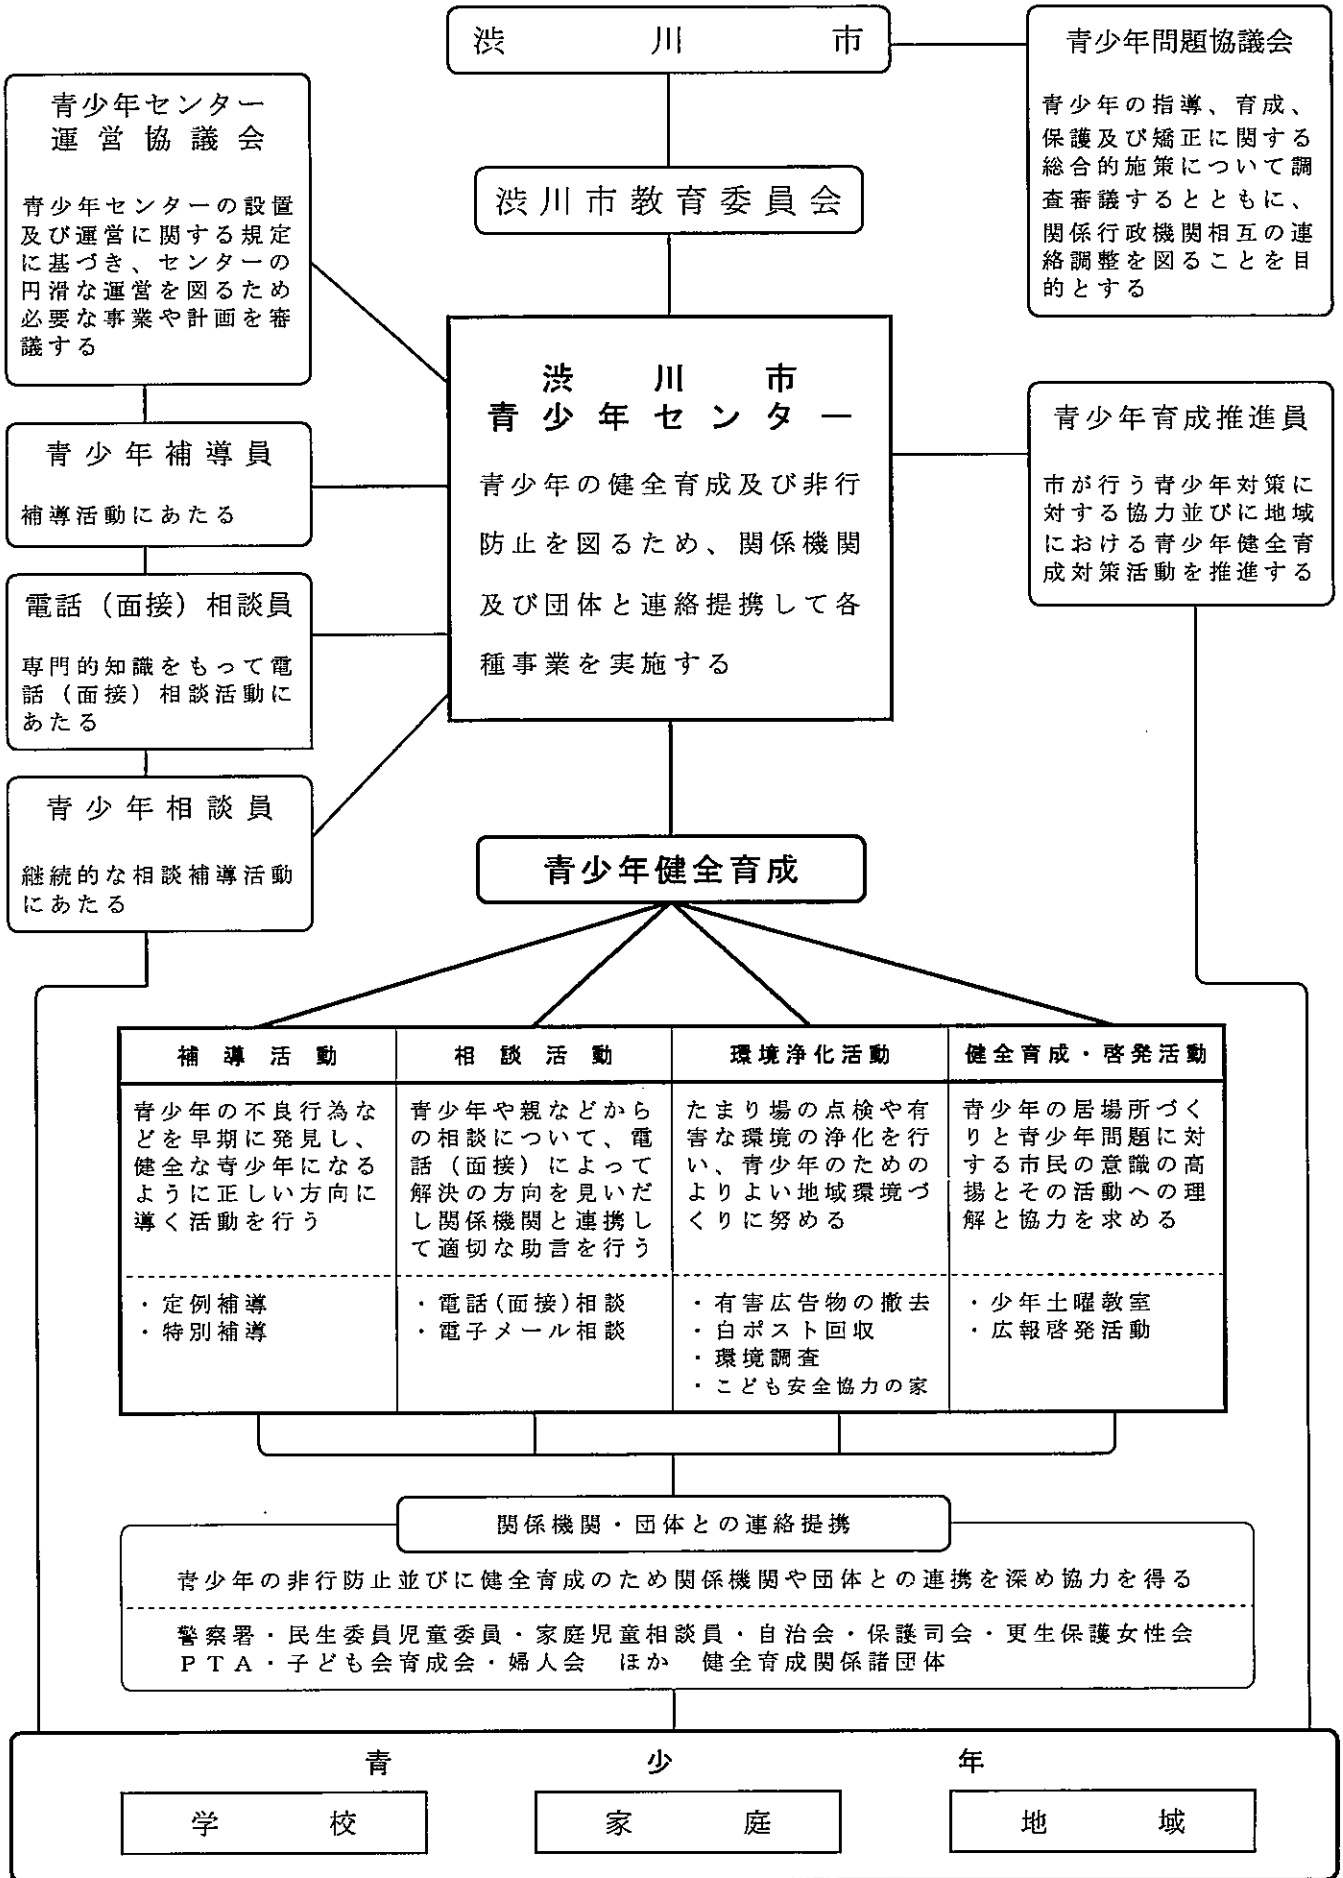 渋川市
青少年問題協議会
青少年の指導、育成、
保護及び矯正に関する
総合的施策について調
査審議するとともに、
関係行政機関相互の連
絡調整を図ることを目
的とする
青少年センター
運営協議会
青少年センターの設置
及び運営に関する規定
に基づき、センターの
円滑な運営を図るため
必要な事業や計画を審
議する
渋川市教育委員会
渋川市
青少年センター
青少年の健全育成及び非行
防止を図るため、関係機関
及び団体と連絡提携して各
種事業を実施する
青少年育成推進員
市が行う青少年対策に
対する協力並びに地域
における青少年健全育
成対策活動を推進する
青少年補導員
補導活動にあたる
電話（面接）相談員
専門的知識をもって電
話（面接）相談活動に
あたる
青少年相談員
継続的な相談補導活動
にあたる
青少年健全育成
補導活動
青少年の不良行為な
どを早期に発見し、
健全な青少年になる
ように正しい方向に
導く活動を行う
・定例補導
・特別補導
相談活動
青少年や親などから
の相談について、電
話（面接）によって
解決の方向を見いだ
し関係機関と連携し
て適切な助言を行う
・電話(面接)相談
・電子メール相談
環境浄化活動
たまり場の点検や有
害な環境の浄化を行
い、青少年のための
よりよい地域環境づ
くりに努める
・有害広告物の撤去
・白ポスト回収
・環境調査
・こども安全協力の家
健全育成・啓発活動
青少年の居場所づく
りと青少年問題に対
する市民の意識の高
揚とその活動への理
解と協力を求める
・少年土曜教室
・広報啓発活動
関係機関・団体との連絡提携
青少年の非行防止並びに健全育成のため関係機関や団体との連携を深め協力を得る
警察署・民生委員児童委員・家庭児童相談員・自治会・保護司会・更生保護女性会
ＰＴＡ・子ども会育成会・婦人会　ほか　健全育成関係諸団体
青少年
学校
家庭
地域